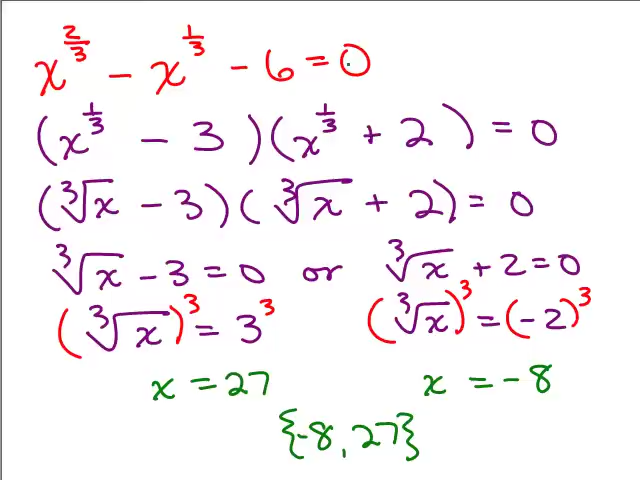 x^{2/3} - x^{1/3} - 6 = 0
(x^{1/3} - 3)(x^{1/3} + 2) = 0
(∛x - 3)(∛x + 2) = 0
∛x - 3 = 0 or ∛x + 2 = 0
(∛x)³ = 3³ (∛x)³ = (-2)³
x = 27 x = -8
{-8, 27}